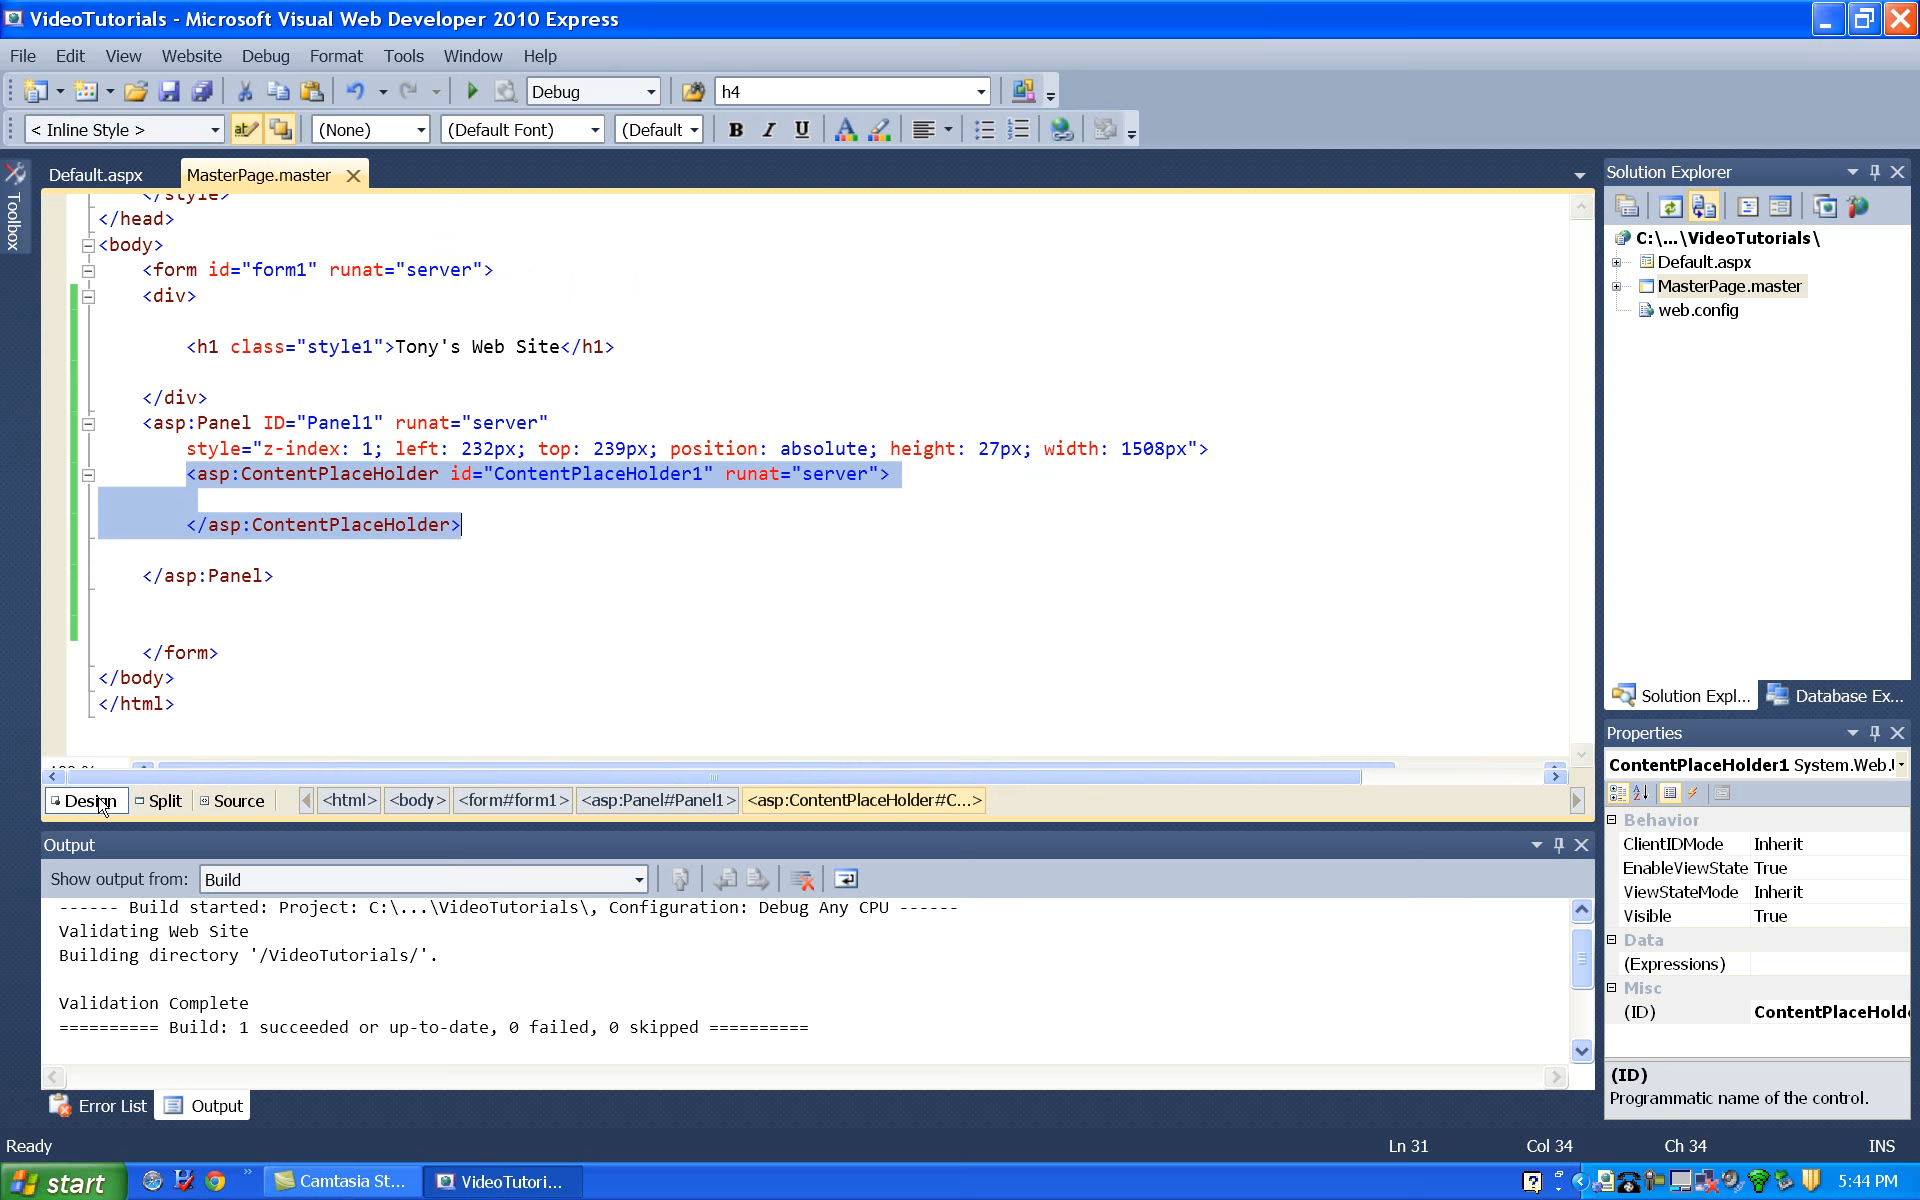 VideoTutorials - Microsoft Visual Web Developer 2010 Express
File Edit View Website Debug Format Tools Window Help
Debug h4
< Inline Style > (None) (Default Font) (Default B I U
Default.aspx MasterPage.master
Toolbox
</style>
</head>
<body>
<form id="form1" runat="server">
<div>
<h1 class="style1">Tony's Web Site</h1>
</div>
<asp:Panel ID="Panel1" runat="server"
style="z-index: 1; left: 232px; top: 239px; position: absolute; height: 27px; width: 1508px">
<asp:ContentPlaceHolder id="ContentPlaceHolder1" runat="server">
</asp:ContentPlaceHolder>
</asp:Panel>
</form>
</body>
</html>
Design Split Source <html> <body> <form#form1> <asp:Panel#Panel1> <asp:ContentPlaceHolder#C...>
Output
Show output from: Build
------ Build started: Project: C:\...\VideoTutorials\, Configuration: Debug Any CPU ------
Validating Web Site
Building directory '/VideoTutorials/'.
Validation Complete
========== Build: 1 succeeded or up-to-date, 0 failed, 0 skipped ==========
Error List Output
Solution Explorer
C:\...\VideoTutorials\
Default.aspx
MasterPage.master
web.config
Solution Expl... Database Ex...
Properties
ContentPlaceHolder1 System.Web.U
Behavior
ClientIDMode Inherit
EnableViewState True
ViewStateMode Inherit
Visible True
Data
(Expressions)
Misc
(ID) ContentPlaceHolde
(ID)
Programmatic name of the control.
Ready Ln 31 Col 34 Ch 34 INS
start Camtasia St... VideoTutori... 5:44 PM